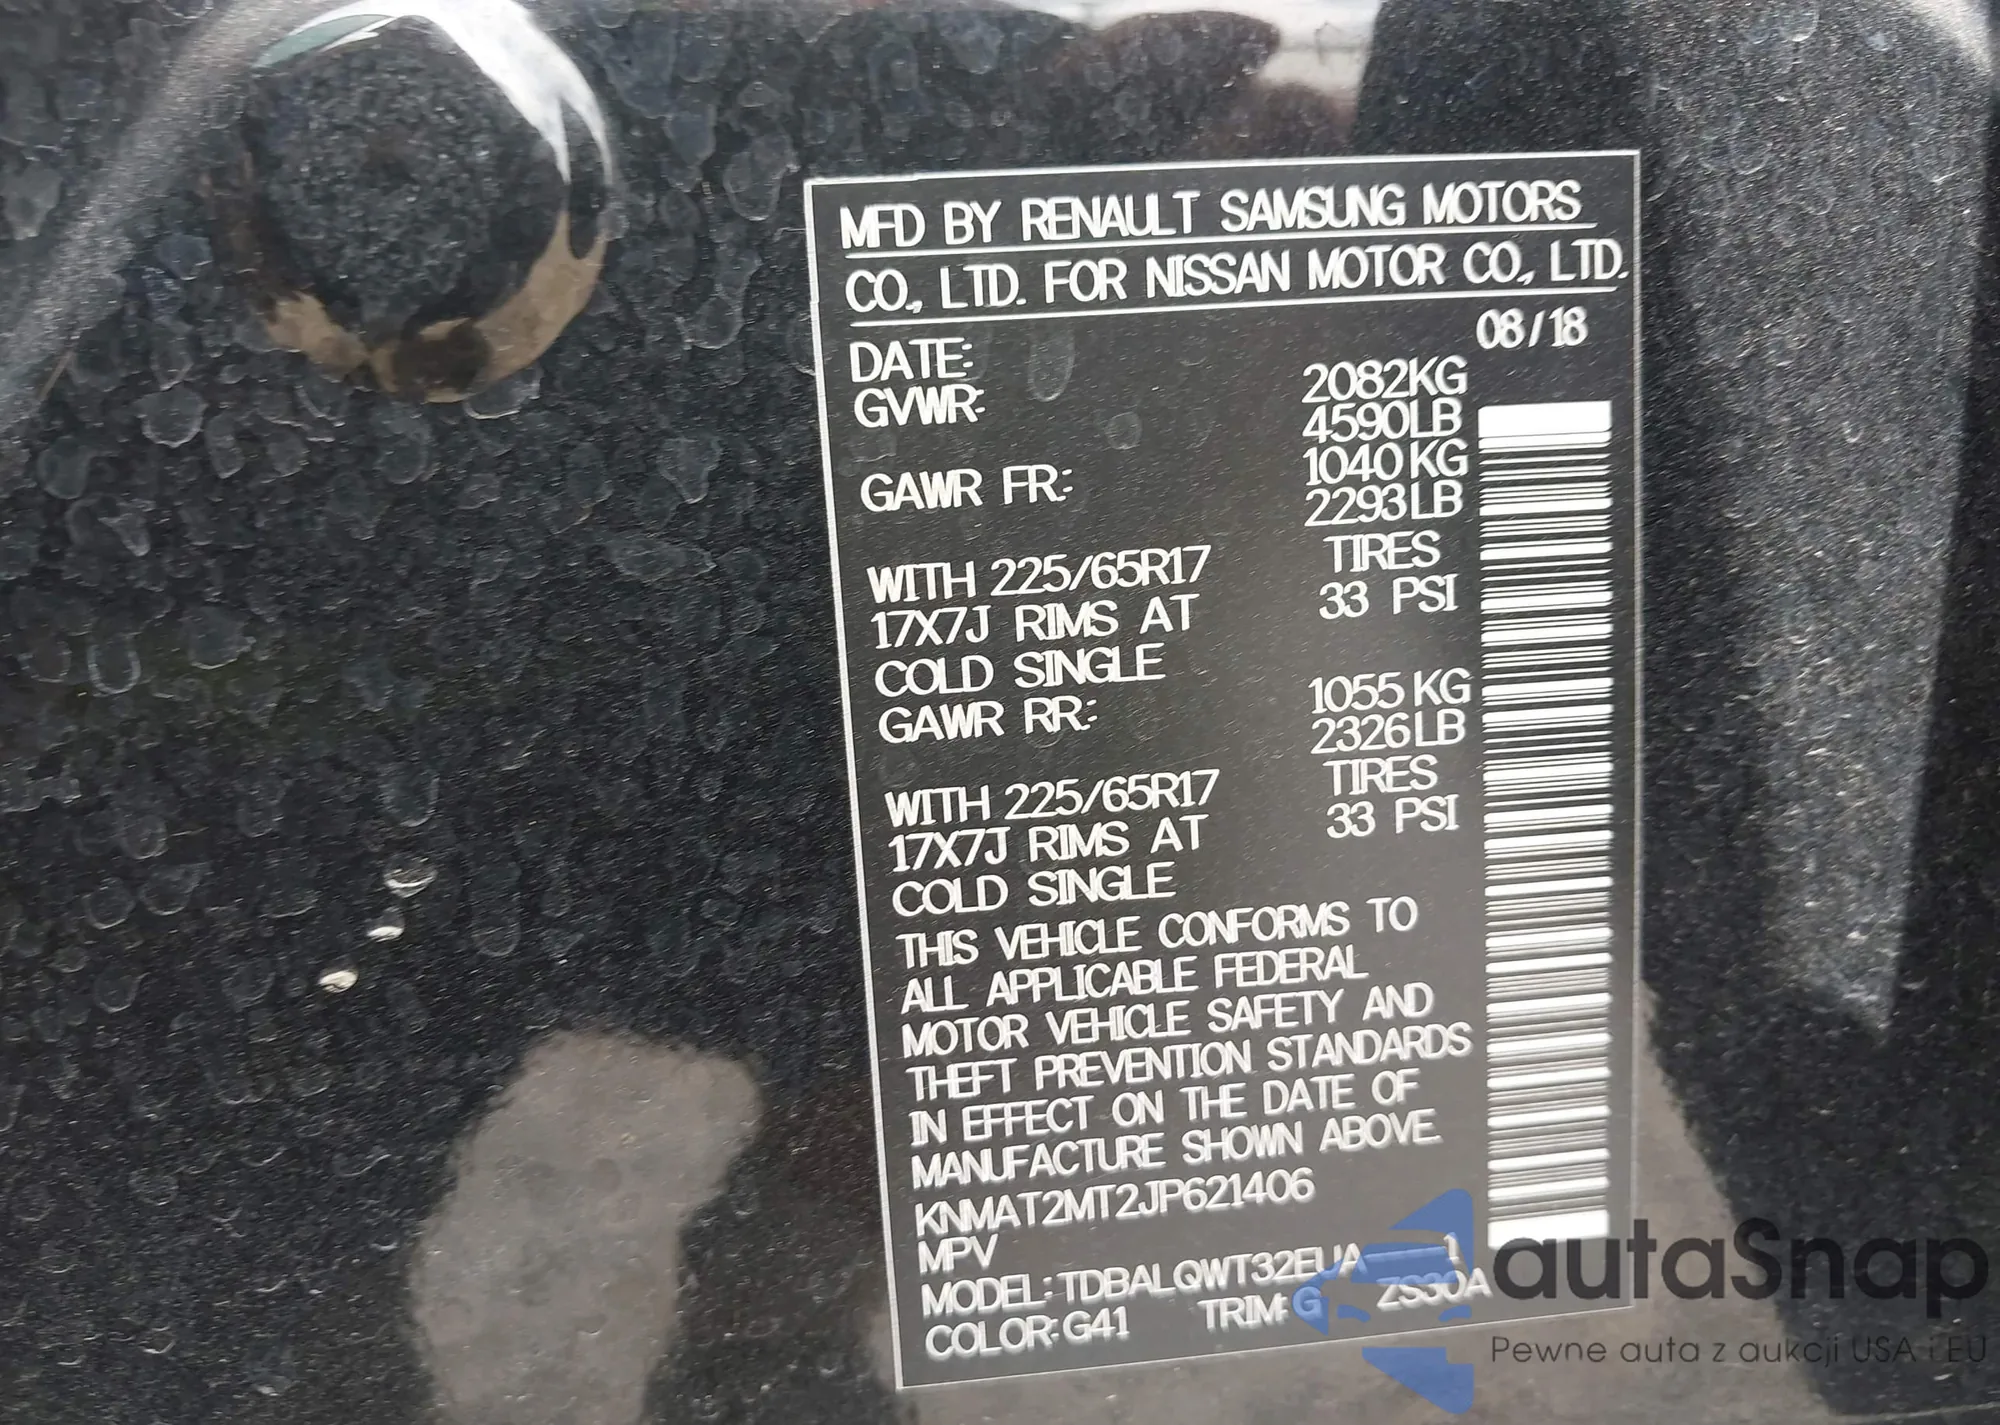 MFD BY RENAULT SAMSUNG MOTORS
CO., LTD. FOR NISSAN MOTOR CO., LTD.
DATE: 08/18
GVWR: 2082KG
4590LB
GAWR FR: 1040KG
2293LB
WITH 225/65R17 TIRES
17X7J RIMS AT 33 PSI
COLD SINGLE
GAWR RR: 1055KG
2326LB
WITH 225/65R17 TIRES
17X7J RIMS AT 33 PSI
COLD SINGLE
THIS VEHICLE CONFORMS TO
ALL APPLICABLE FEDERAL
MOTOR VEHICLE SAFETY AND
THEFT PREVENTION STANDARDS
IN EFFECT ON THE DATE OF
MANUFACTURE SHOWN ABOVE.
KNMAT2MT2JP621406
MPV
MODEL: TDBALQWT32EUA-----1
COLOR: G41 TRIM: G ZS30A
autaSnap
Pewne auta z aukcji USA i EU